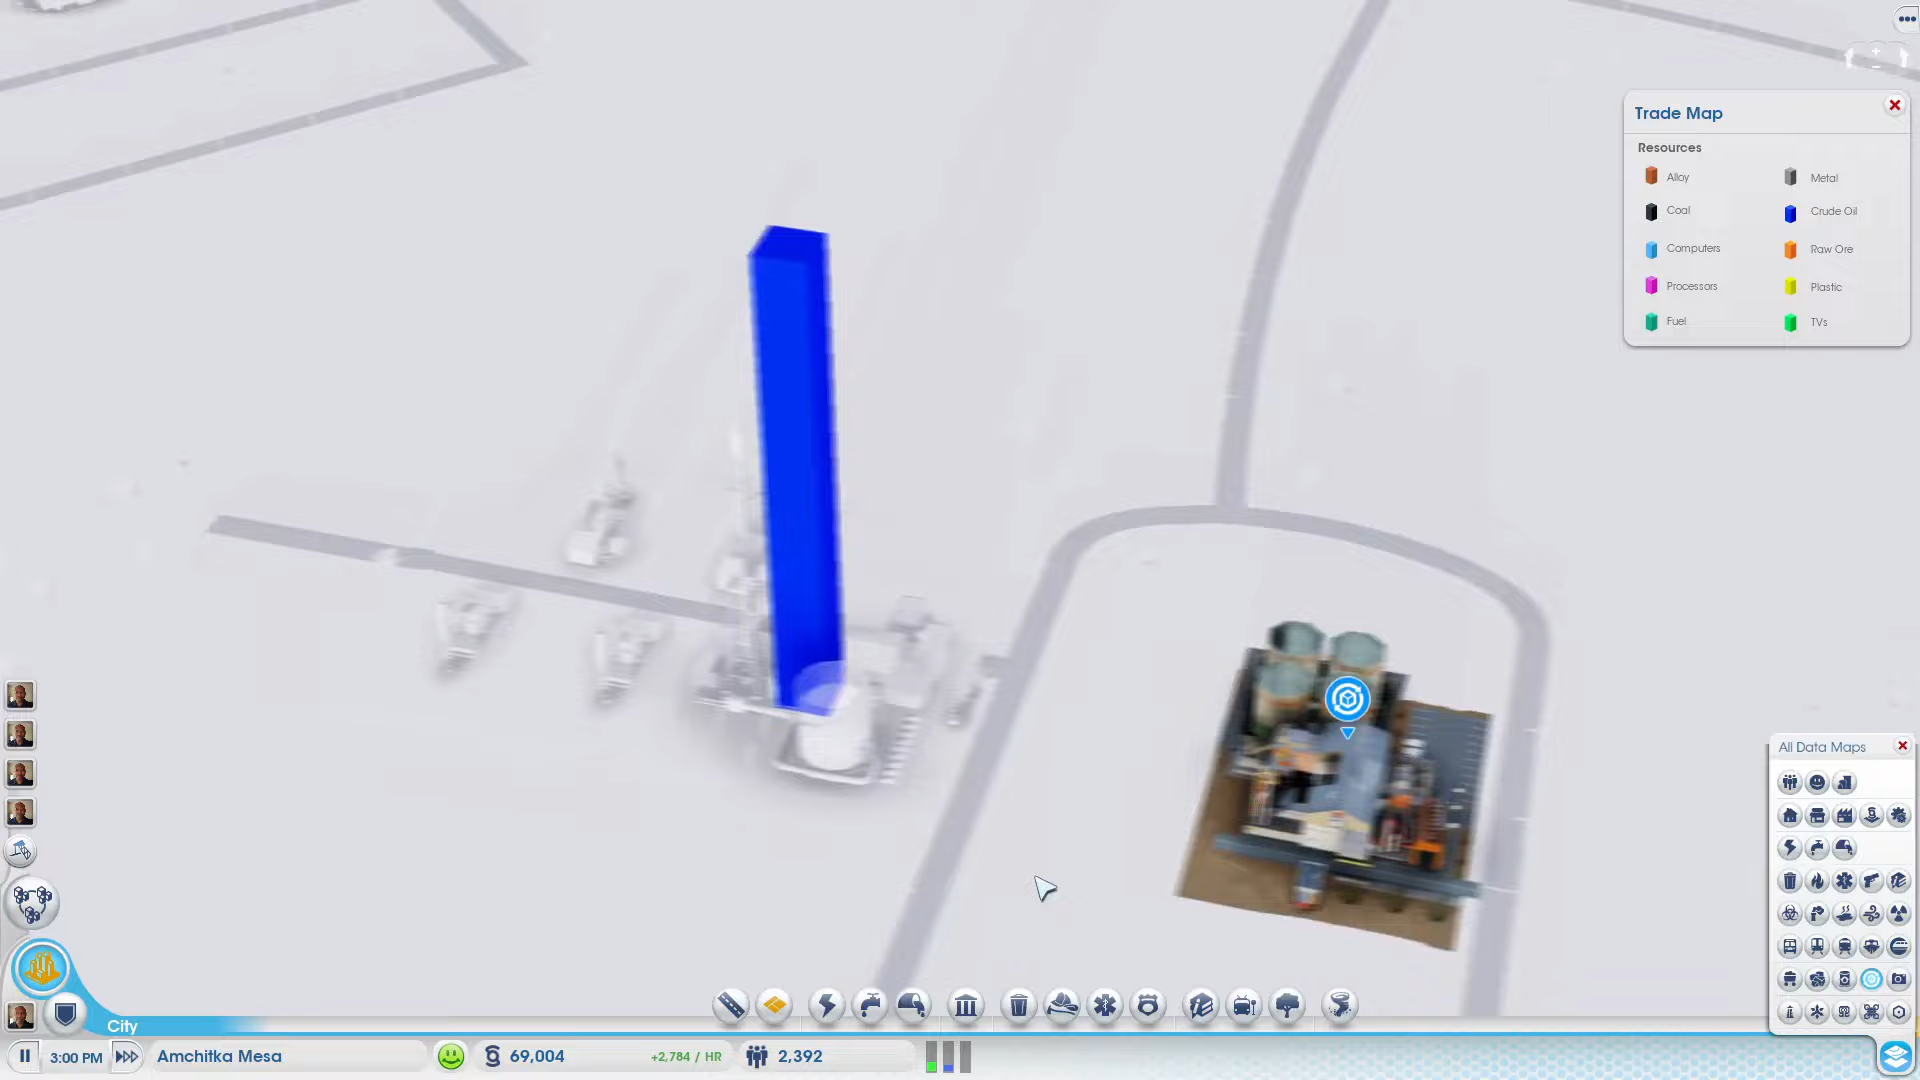 Trade Map
Resources
Alloy
Metal
Coal
Crude Oil
Computers
Raw Ore
Processors
Plastic
Fuel
TVs
All Data Maps
City
3:00 PM
Amchitka Mesa
69,004
+2,784 / HR
2,392